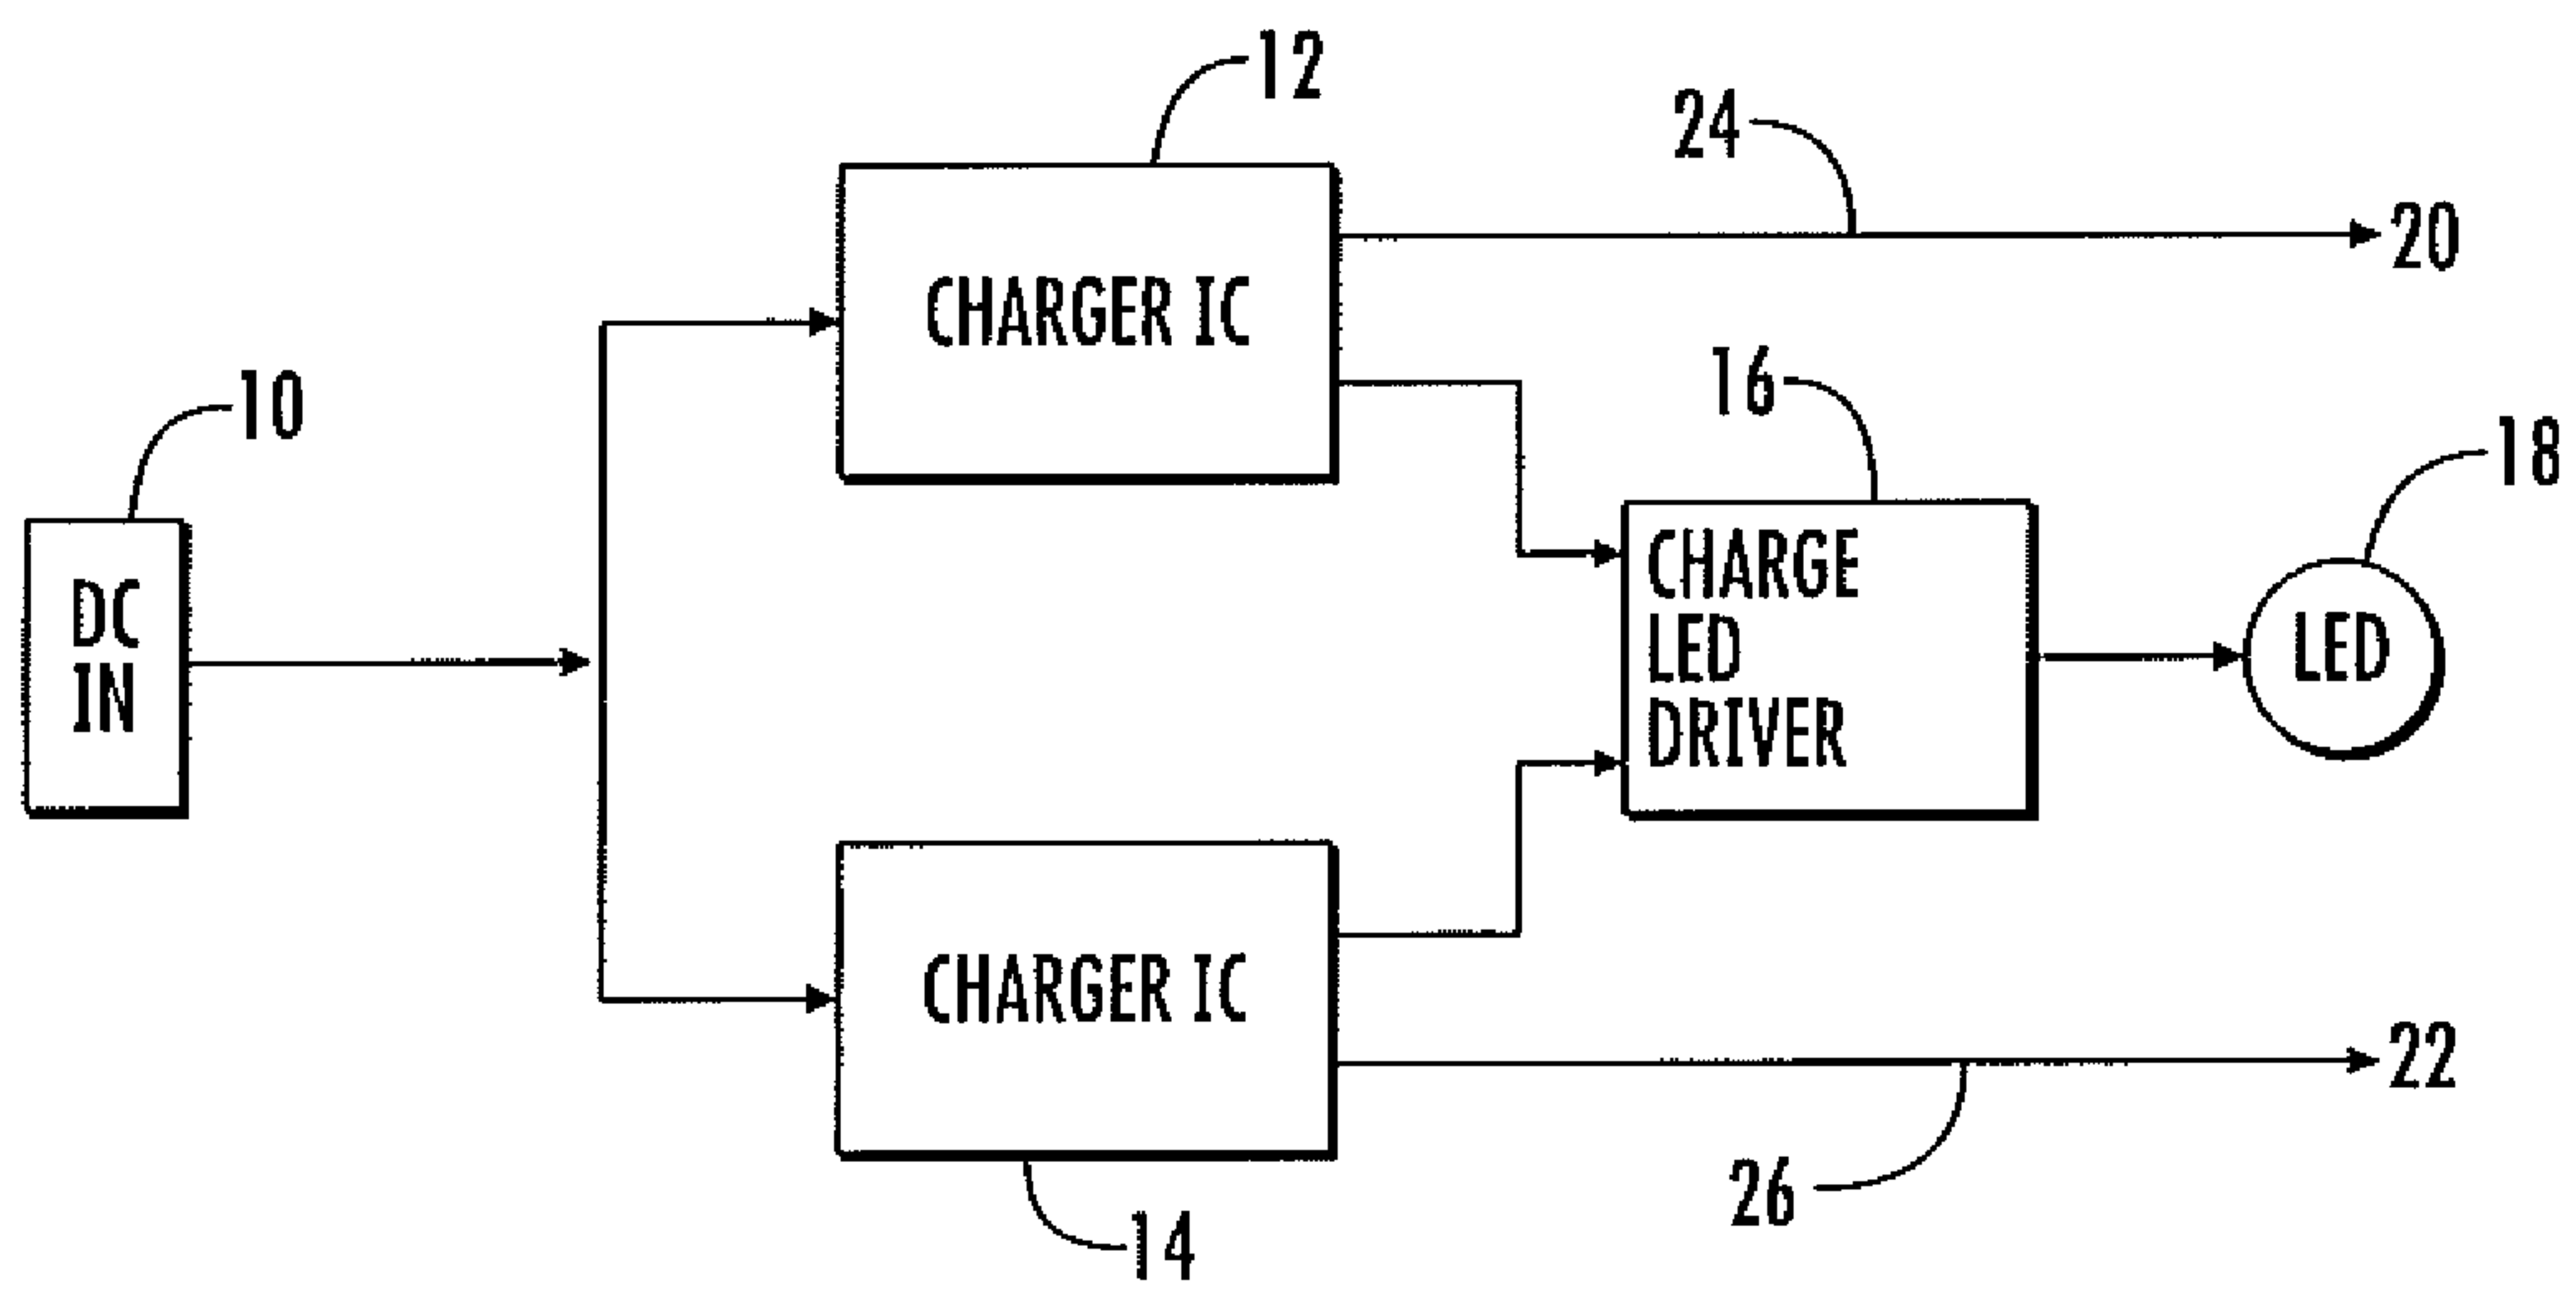 12
24
20
CHARGER IC
10
16
18
DC
IN
CHARGE
LED
DRIVER
LED
CHARGER IC
22
26
14